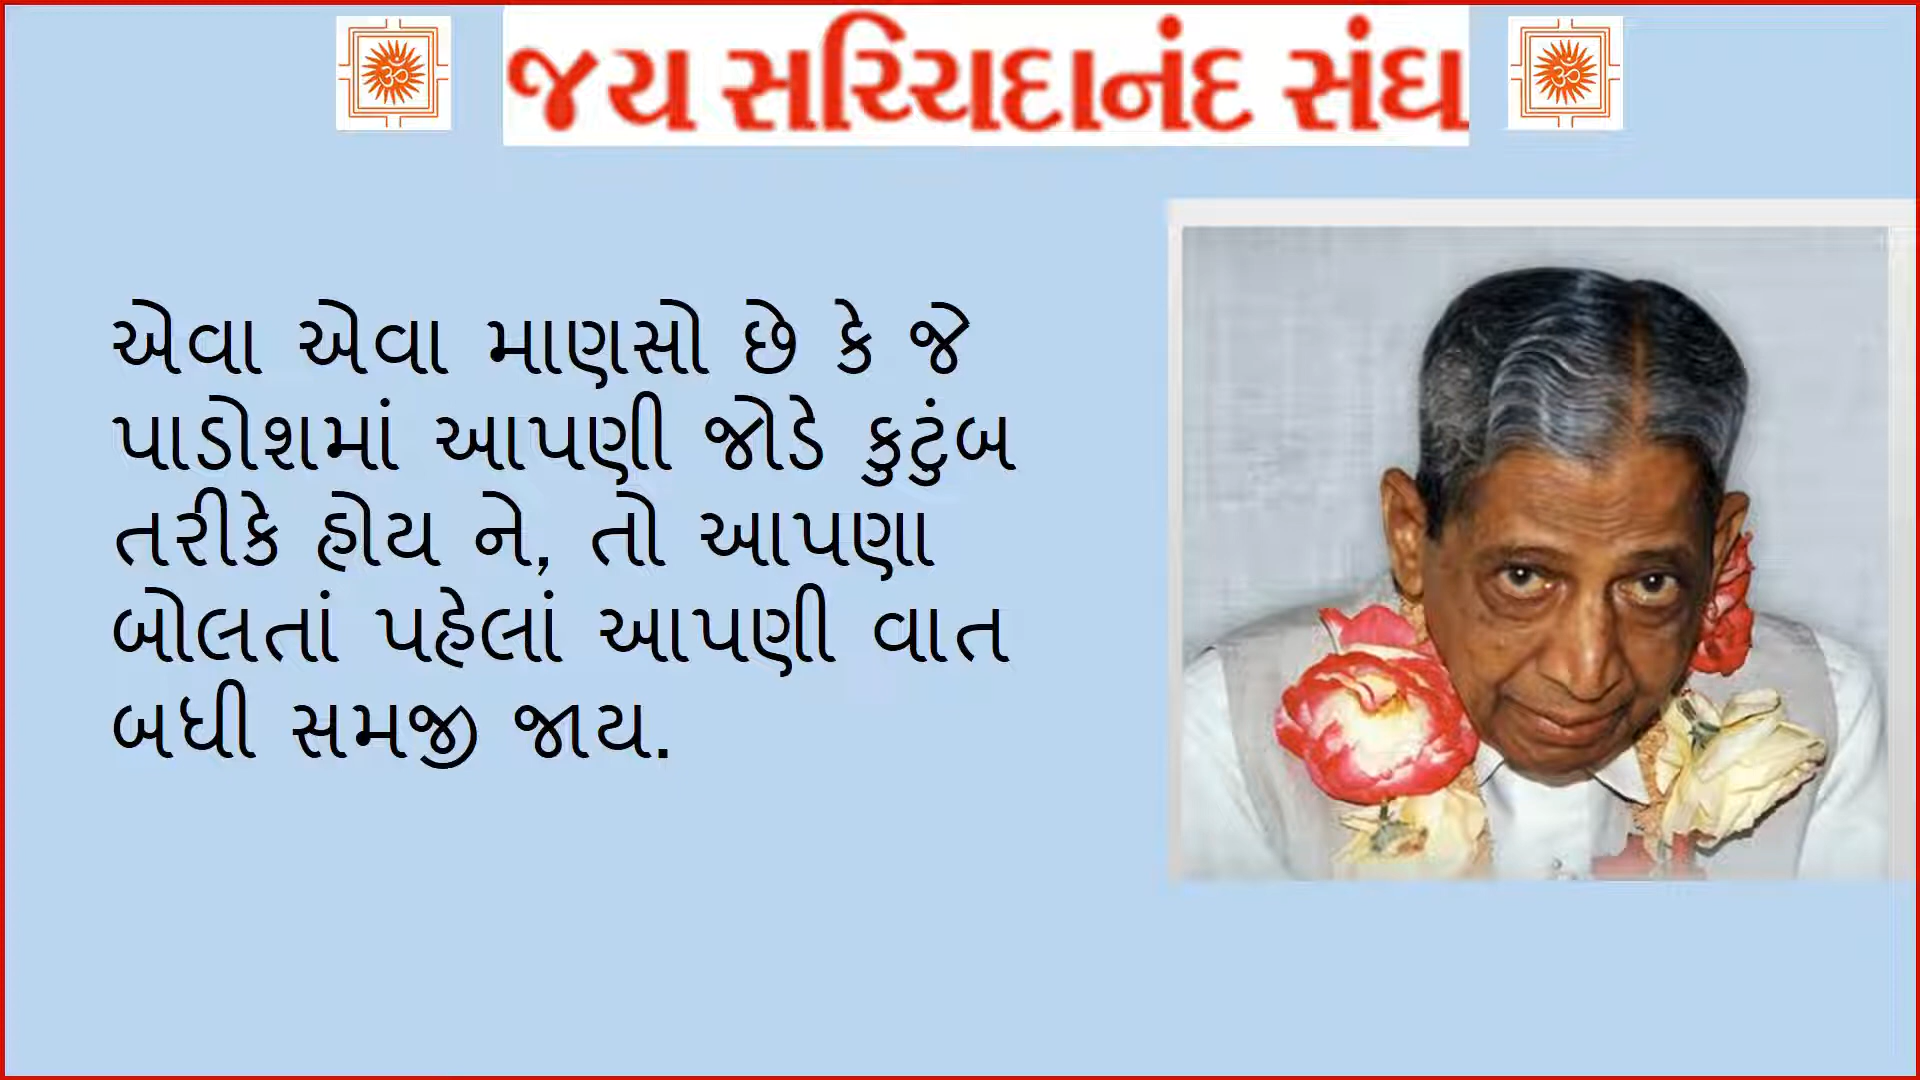 જય સચ્ચિદાનંદ સંઘ
એવા એવા માણસો છે કે જે
પાડોશમાં આપણી જોડે કુટુંબ
તરીકે હોય ને, તો આપણા
બોલતાં પહેલાં આપણી વાત
બધી સમજી જાય.